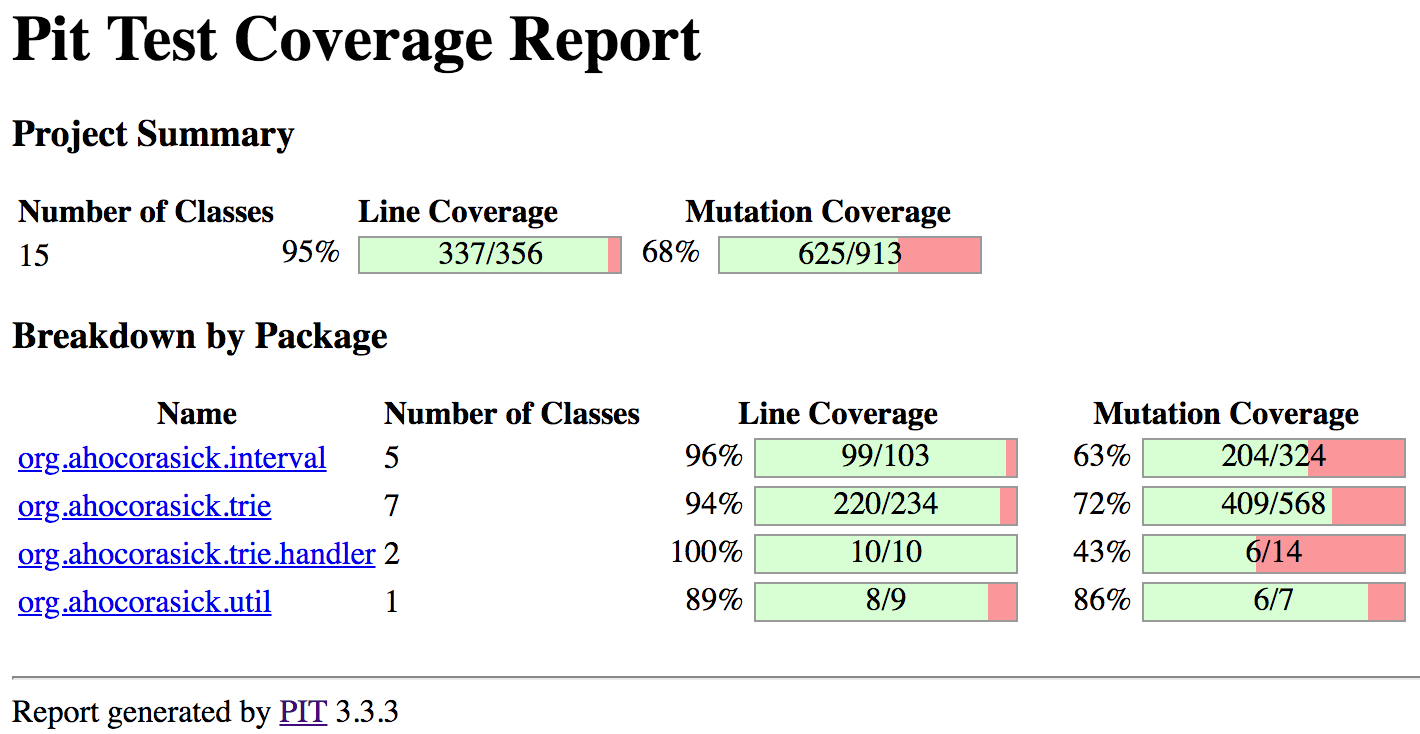 Pit Test Coverage Report
Project Summary
Number of Classes Line Coverage Mutation Coverage
15 95% 337/356 68% 625/913
Breakdown by Package
Name Number of Classes Line Coverage Mutation Coverage
org.ahocorasick.interval 5 96% 99/103 63% 204/324
org.ahocorasick.trie 7 94% 220/234 72% 409/568
org.ahocorasick.trie.handler 2 100% 10/10 43% 6/14
org.ahocorasick.util 1 89% 8/9 86% 6/7
Report generated by PIT 3.3.3